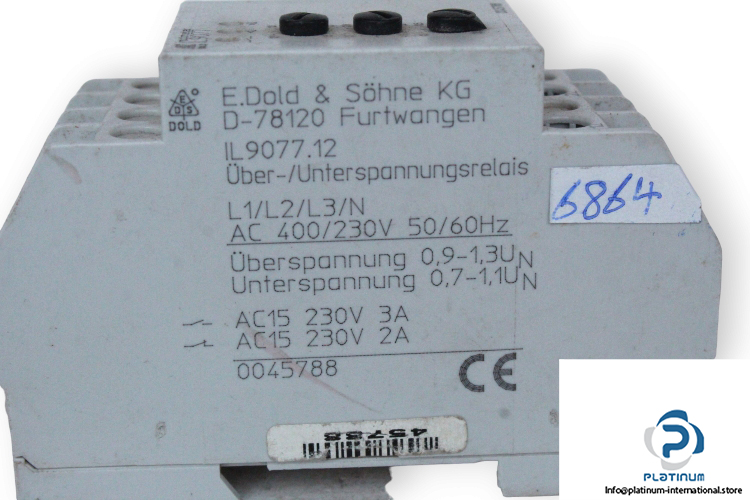 E.Dold & Söhne KG
D-78120 Furtwangen
DOLD
IL9077.12
Über-/Unterspannungsrelais
6864
L1/L2/L3/N
AC 400/230V 50/60Hz
Überspannung 0,9-1,3UN
Unterspannung 0,7-1,1UN
AC15 230V 3A
AC15 230V 2A
0045788
CE
45788
PLATINUM
Info@platinum-international.store